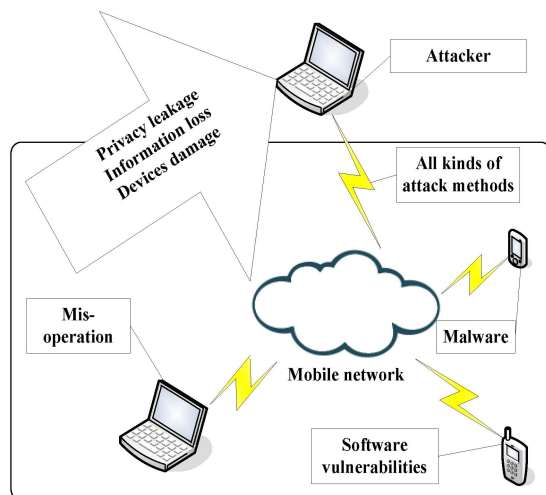 Attacker
Privacy leakage
Information loss
Devices damage
All kinds of
attack methods
Mis-
operation
Malware
Mobile network
Software
vulnerabilities